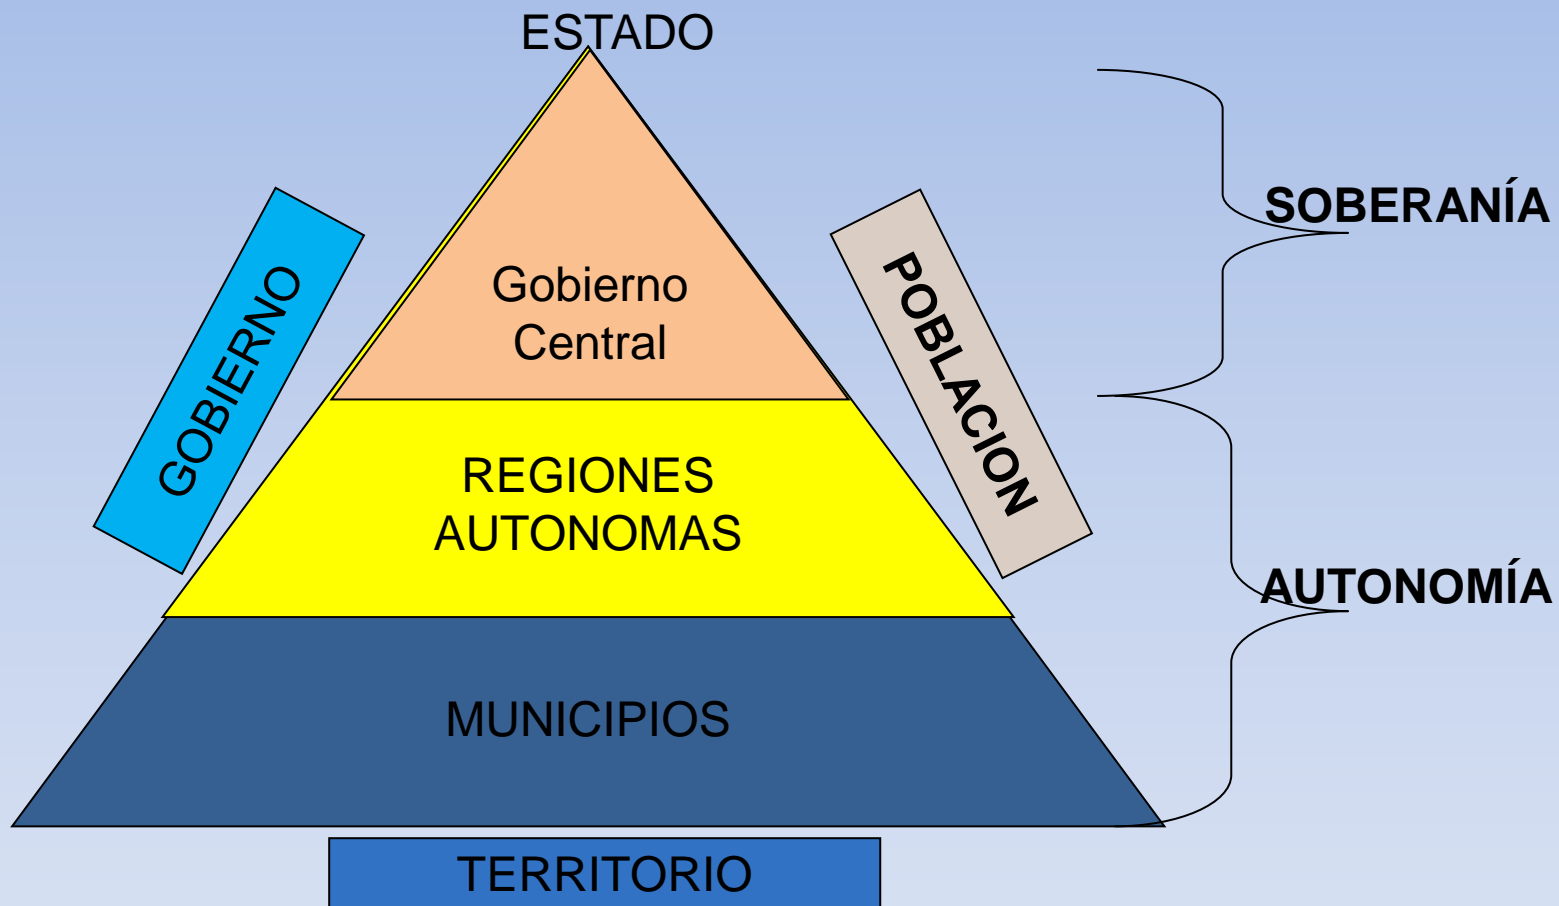 ESTADO
SOBERANÍA
GOBIERNO
Gobierno
Central
POBLACION
REGIONES
AUTONOMAS
AUTONOMÍA
MUNICIPIOS
TERRITORIO